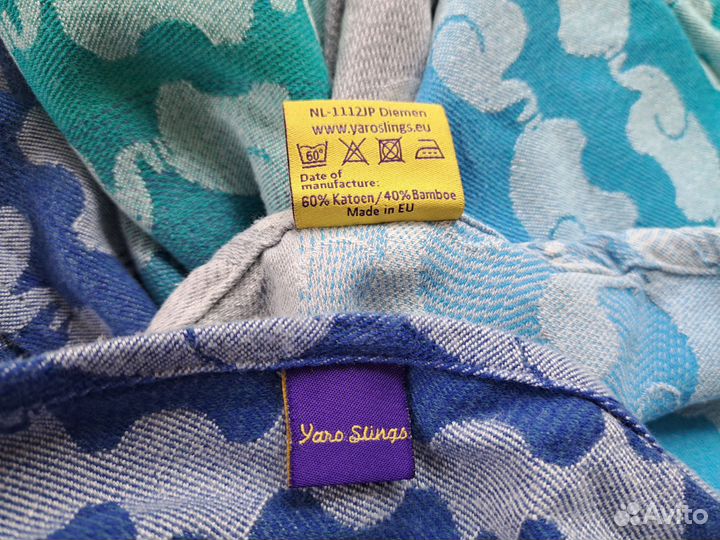 NL-1112JP Diemen
www.yaroslings.eu
60°
Date of
manufacture:
60% Katoen/40% Bamboe
Made in EU
Yaro Slings
Avito